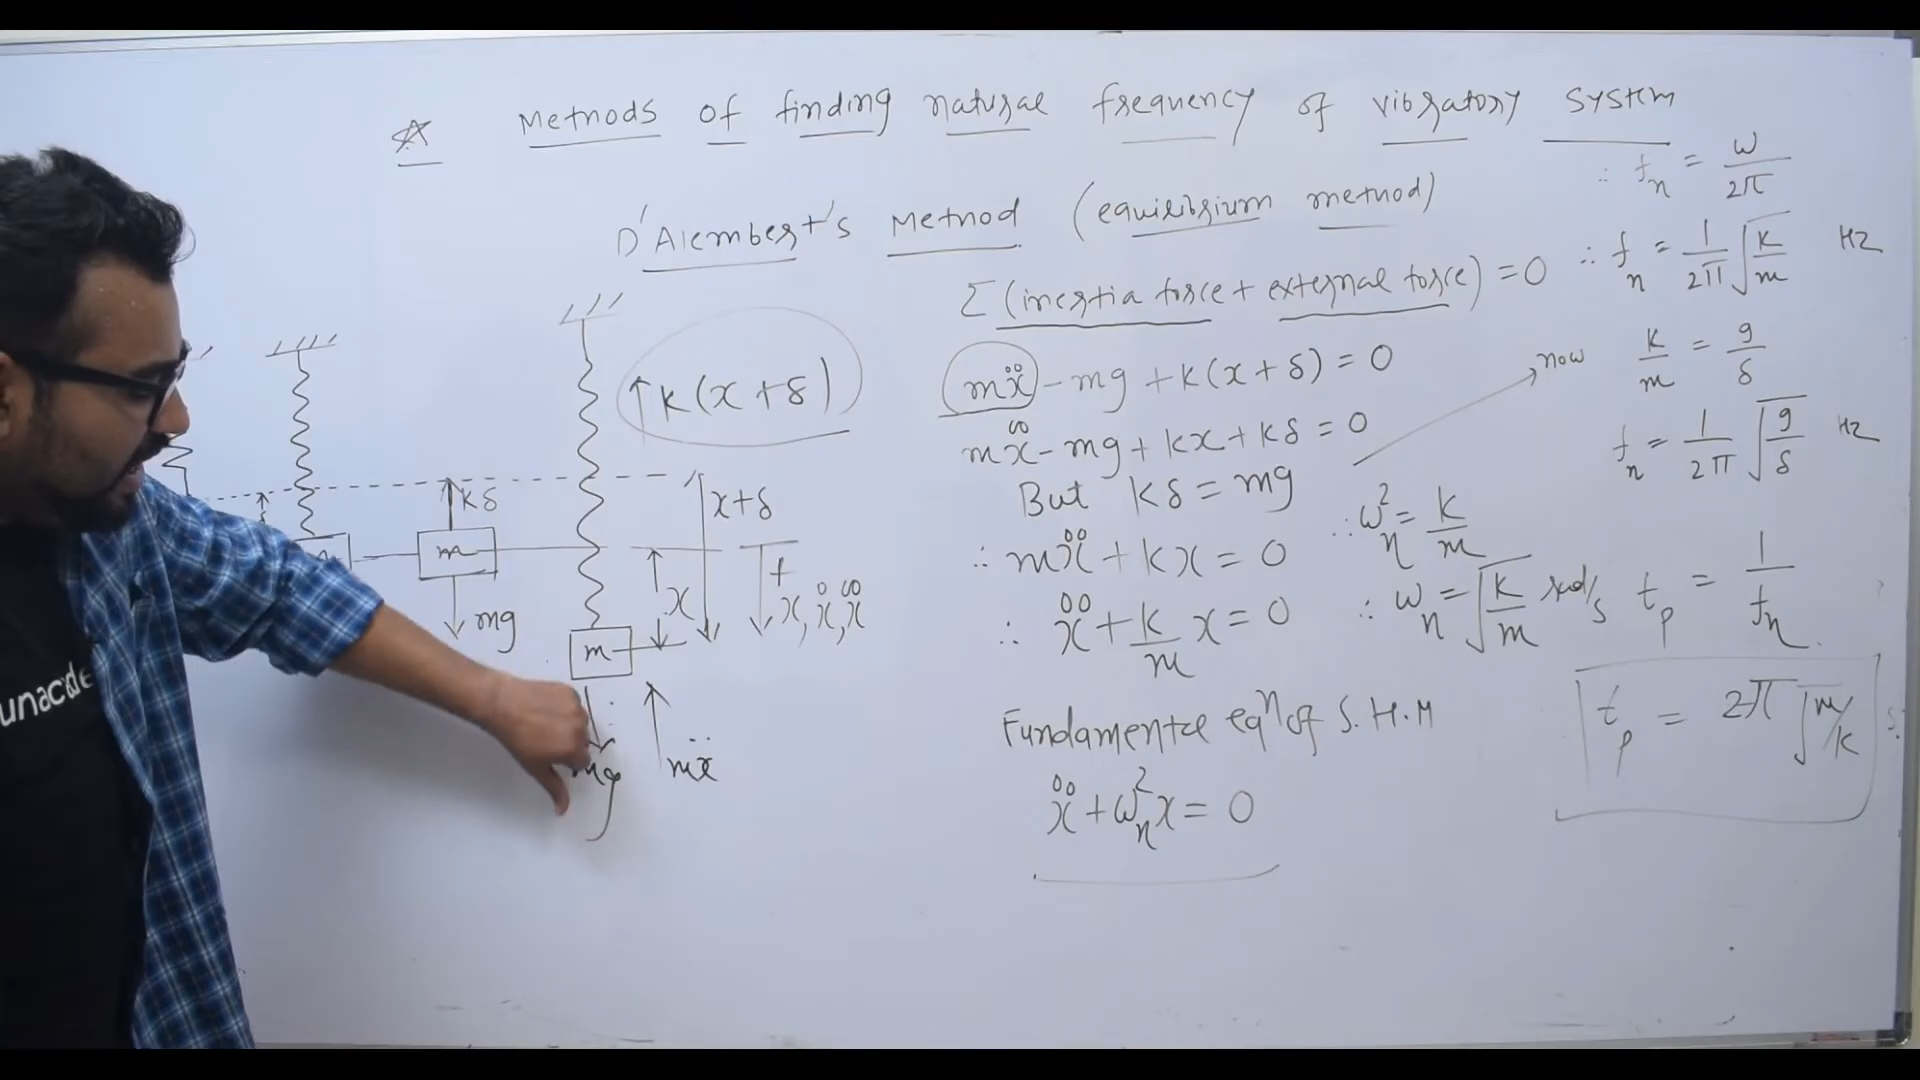 ☆ Methods of finding natural frequency of vibratory system
D'Alembert's Method (equilibrium method)
Σ (inertia force + external force) = 0
mẍ - mg + k(x + δ) = 0
mẍ - mg + kx + kδ = 0
But kδ = mg
∴ mẍ + kx = 0
∴ ẍ + k/m x = 0
Fundamental eqⁿ of S.H.M
ẍ + ωₙ²x = 0
∴ ωₙ² = k/m
∴ ωₙ = √(k/m) rad/s
∴ fₙ = ω/2π
∴ fₙ = 1/2π √(k/m) Hz
now k/m = g/δ
fₙ = 1/2π √(g/δ) Hz
tₚ = 1/fₙ
tₚ = 2π √(m/k) s
↑k(x + δ)
kδ
m
mg
x+δ
x
+
x, ẋ, ẍ
m
mg
mẍ
unacade